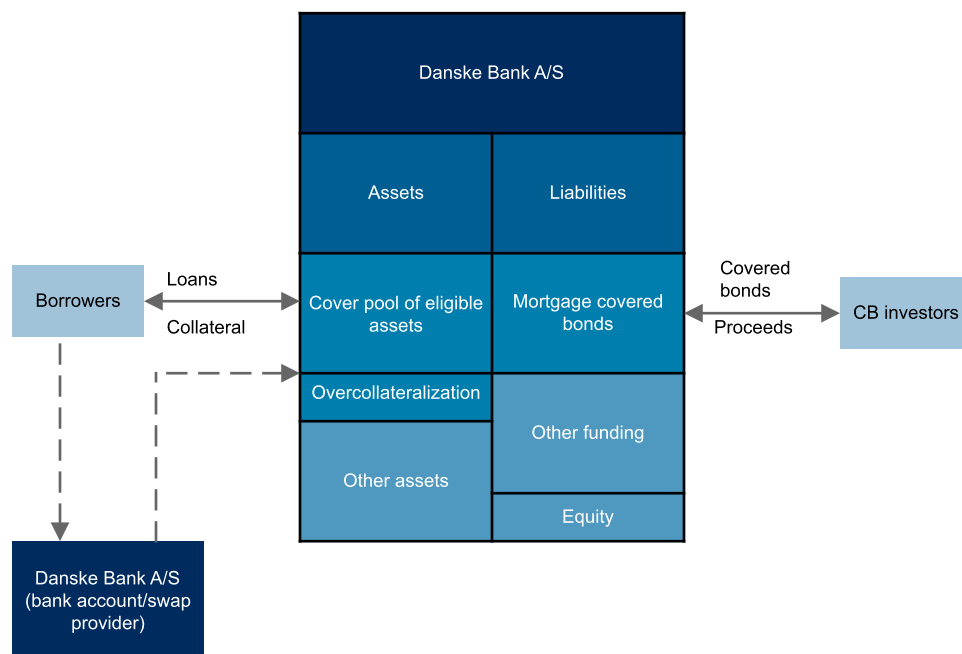 Danske Bank A/S
Assets
Liabilities
Borrowers
Loans
Collateral
Cover pool of eligible
assets
Mortgage covered
bonds
Covered
bonds
Proceeds
CB investors
Overcollateralization
Other funding
Other assets
Equity
Danske Bank A/S
(bank account/swap
provider)